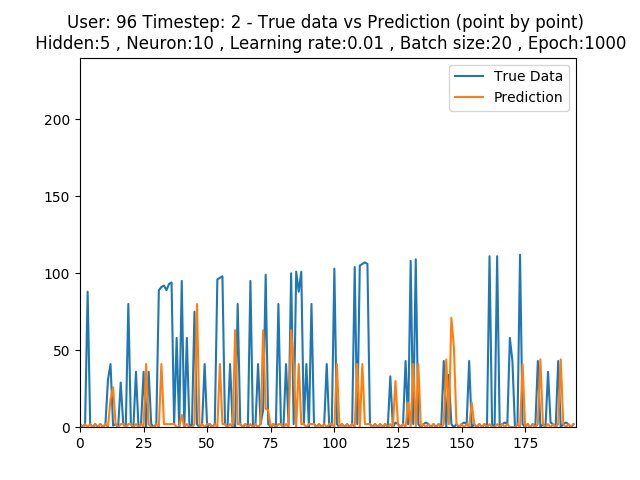 User: 96 Timestep: 2 - True data vs Prediction (point by point)
Hidden:5 , Neuron:10 , Learning rate:0.01 , Batch size:20 , Epoch:1000
True Data
Prediction
200
150
100
50
0
0 25 50 75 100 125 150 175